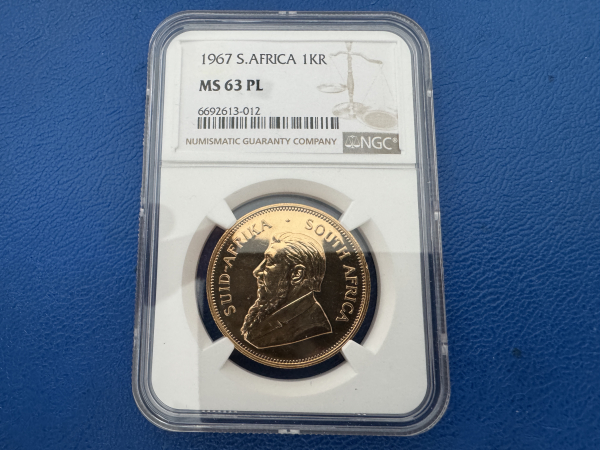 1967 S.AFRICA 1KR
MS 63 PL
6692613-012
NUMISMATIC GUARANTY COMPANY
NGC
SUID-AFRIKA · SOUTH AFRICA